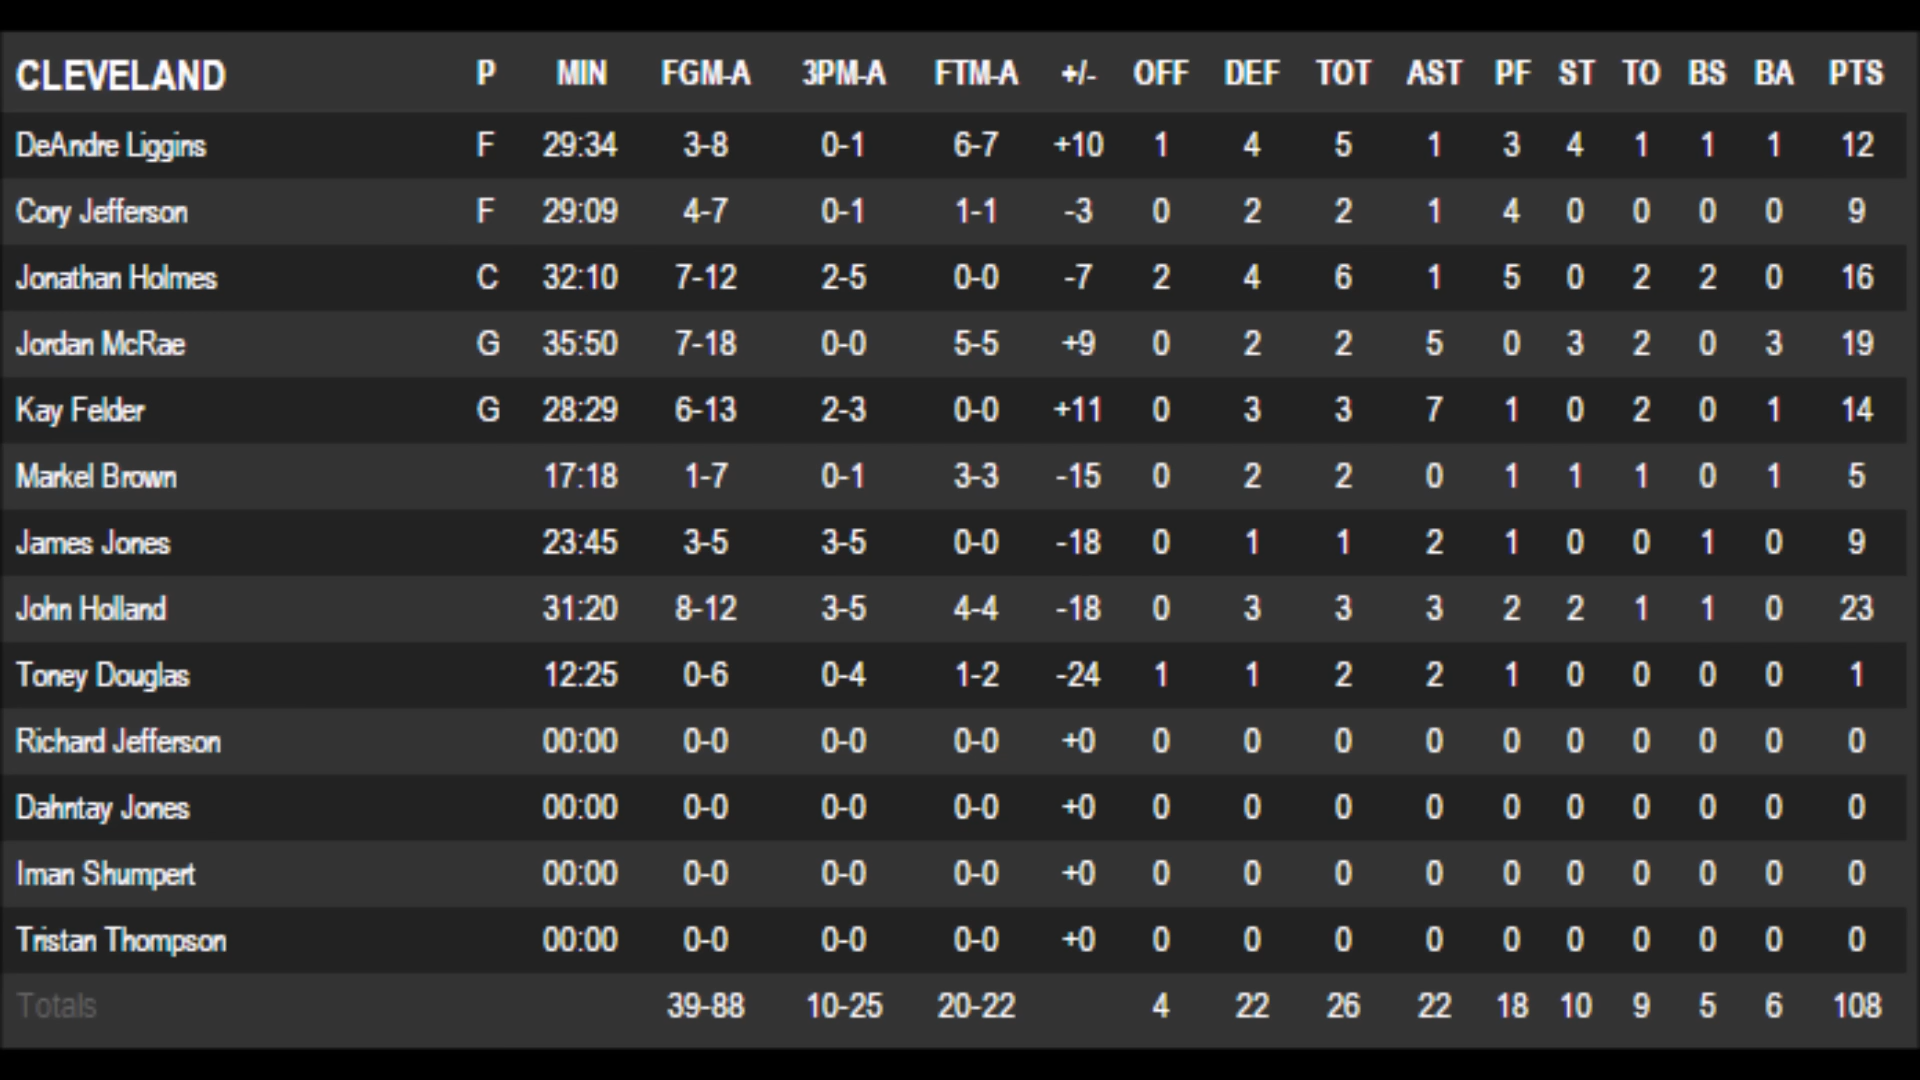 CLEVELAND P MIN FGM-A 3PM-A FTM-A +/- OFF DEF TOT AST PF ST TO BS BA PTS
DeAndre Liggins F 29:34 3-8 0-1 6-7 +10 1 4 5 1 3 4 1 1 1 12
Cory Jefferson F 29:09 4-7 0-1 1-1 -3 0 2 2 1 4 0 0 0 0 9
Jonathan Holmes C 32:10 7-12 2-5 0-0 -7 2 4 6 1 5 0 2 2 0 16
Jordan McRae G 35:50 7-18 0-0 5-5 +9 0 2 2 5 0 3 2 0 3 19
Kay Felder G 28:29 6-13 2-3 0-0 +11 0 3 3 7 1 0 2 0 1 14
Markel Brown 17:18 1-7 0-1 3-3 -15 0 2 2 0 1 1 1 0 1 5
James Jones 23:45 3-5 3-5 0-0 -18 0 1 1 2 1 0 0 1 0 9
John Holland 31:20 8-12 3-5 4-4 -18 0 3 3 3 2 2 1 1 0 23
Toney Douglas 12:25 0-6 0-4 1-2 -24 1 1 2 2 1 0 0 0 0 1
Richard Jefferson 00:00 0-0 0-0 0-0 +0 0 0 0 0 0 0 0 0 0 0
Dahntay Jones 00:00 0-0 0-0 0-0 +0 0 0 0 0 0 0 0 0 0 0
Iman Shumpert 00:00 0-0 0-0 0-0 +0 0 0 0 0 0 0 0 0 0 0
Tristan Thompson 00:00 0-0 0-0 0-0 +0 0 0 0 0 0 0 0 0 0 0
Totals 39-88 10-25 20-22 4 22 26 22 18 10 9 5 6 108